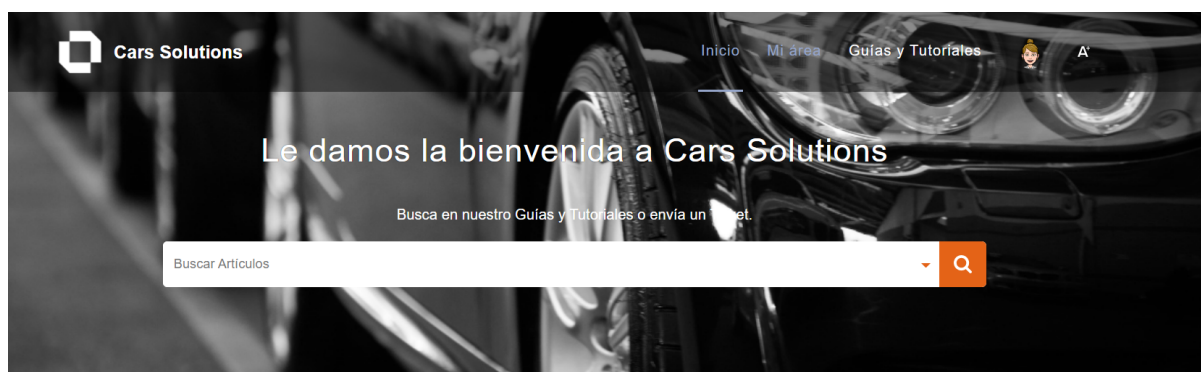 Cars Solutions
Inicio Mi área Guías y Tutoriales A+
Le damos la bienvenida a Cars Solutions
Busca en nuestro Guías y Tutoriales o envía un
Buscar Artículos